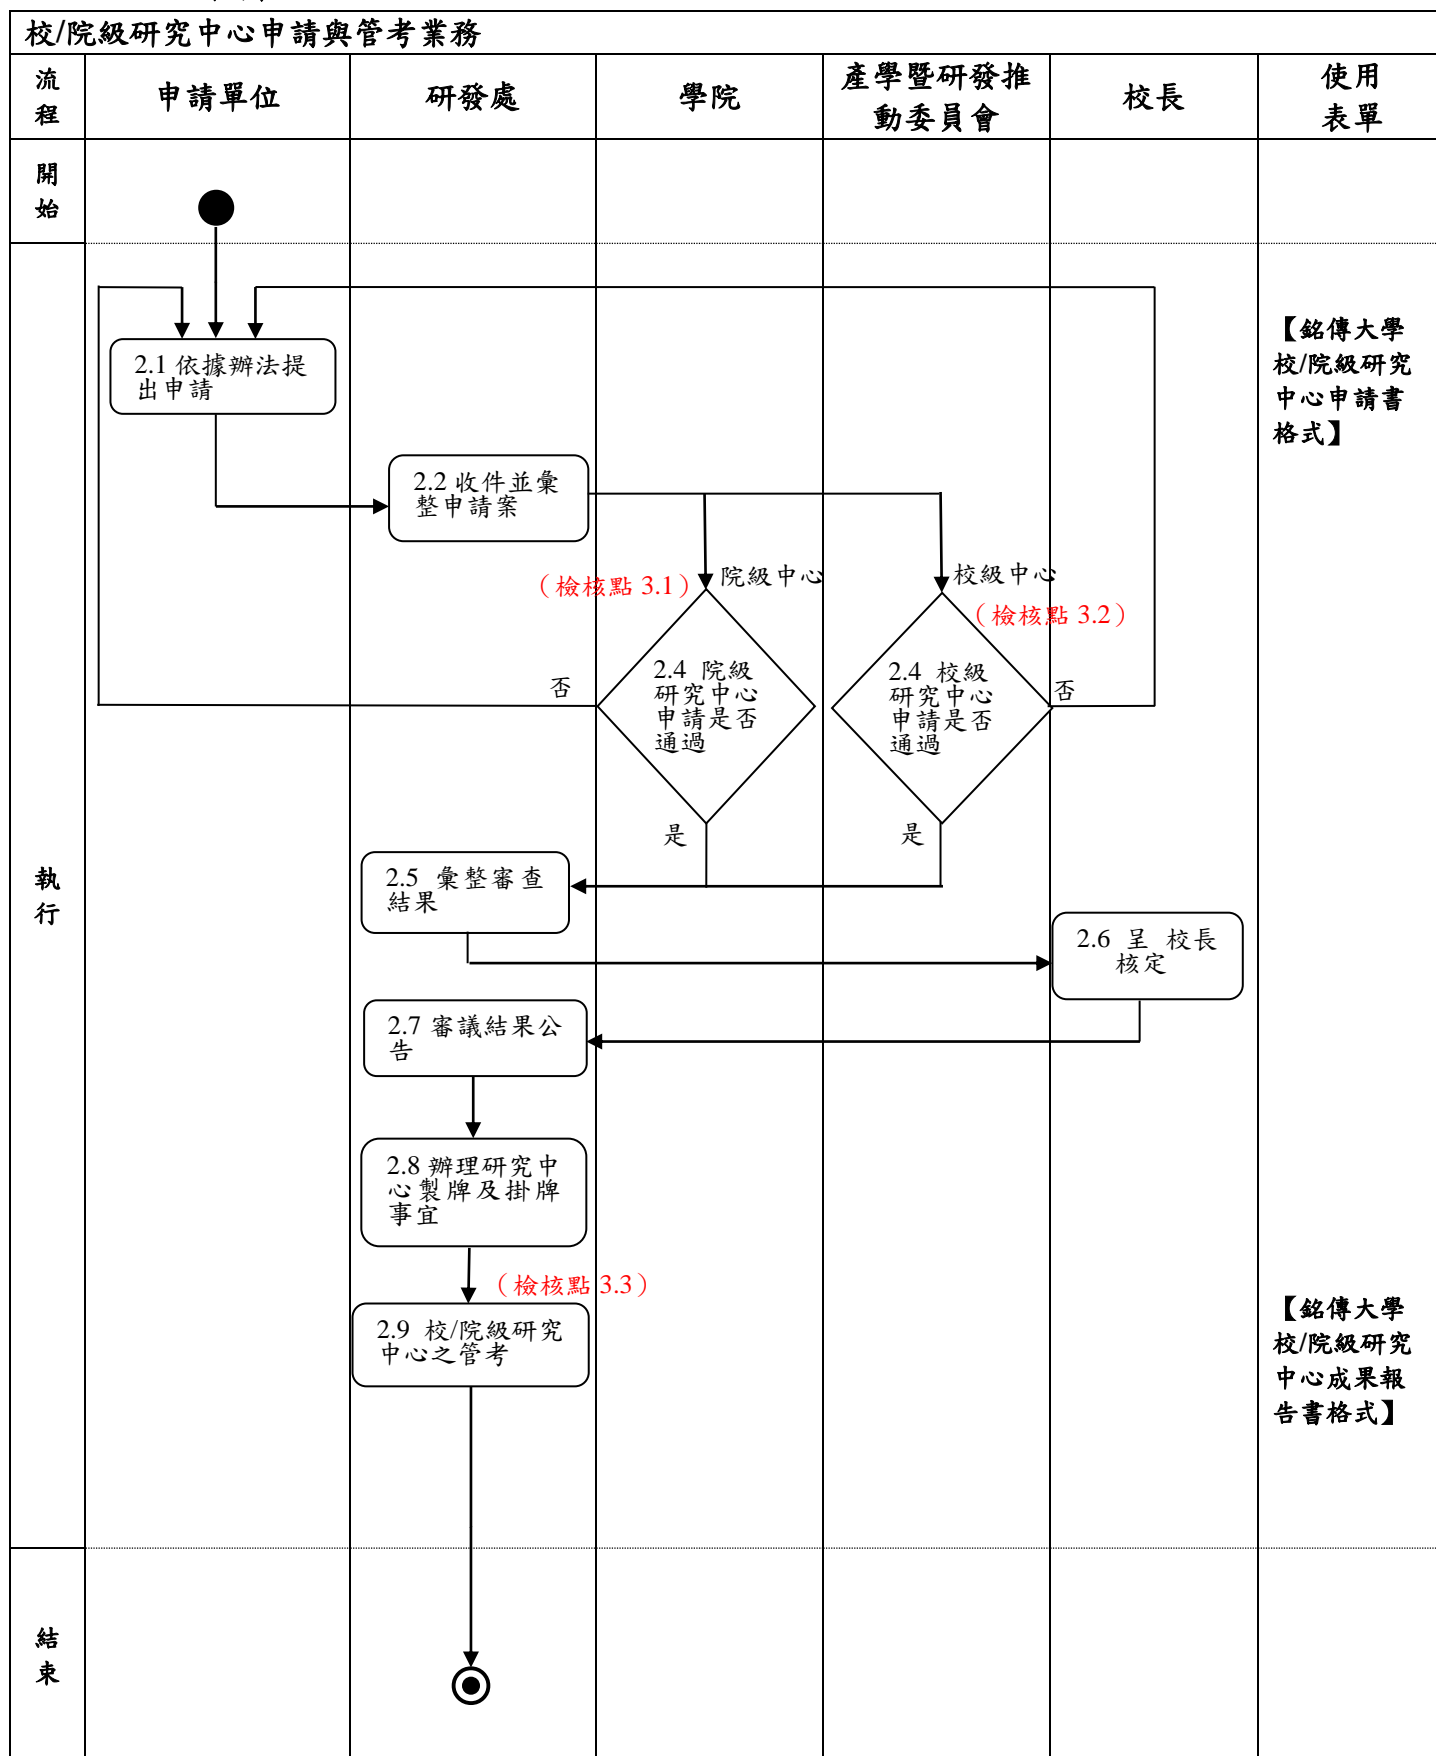 校/院級研究中心申請與管考業務
流
程
申請單位
研發處
學院
產學暨研發推
動委員會
校長
使用
表單
開
始
執
行
2.1 依據辦法提
出申請
【銘傳大學
校/院級研究
中心申請書
格式】
2.2 收件並彙
整申請案
（檢核點 3.1）
院級中心
校級中心
（檢核點 3.2）
否
2.4 院級
研究中心
申請是否
通過
2.4 校級
研究中心
申請是否
通過
否
是
是
2.5 彙整審查
結果
2.6 呈 校長
核定
2.7 審議結果公
告
2.8 辦理研究中
心製牌及掛牌
事宜
（檢核點 3.3）
2.9 校/院級研究
中心之管考
【銘傳大學
校/院級研究
中心成果報
告書格式】
結
束